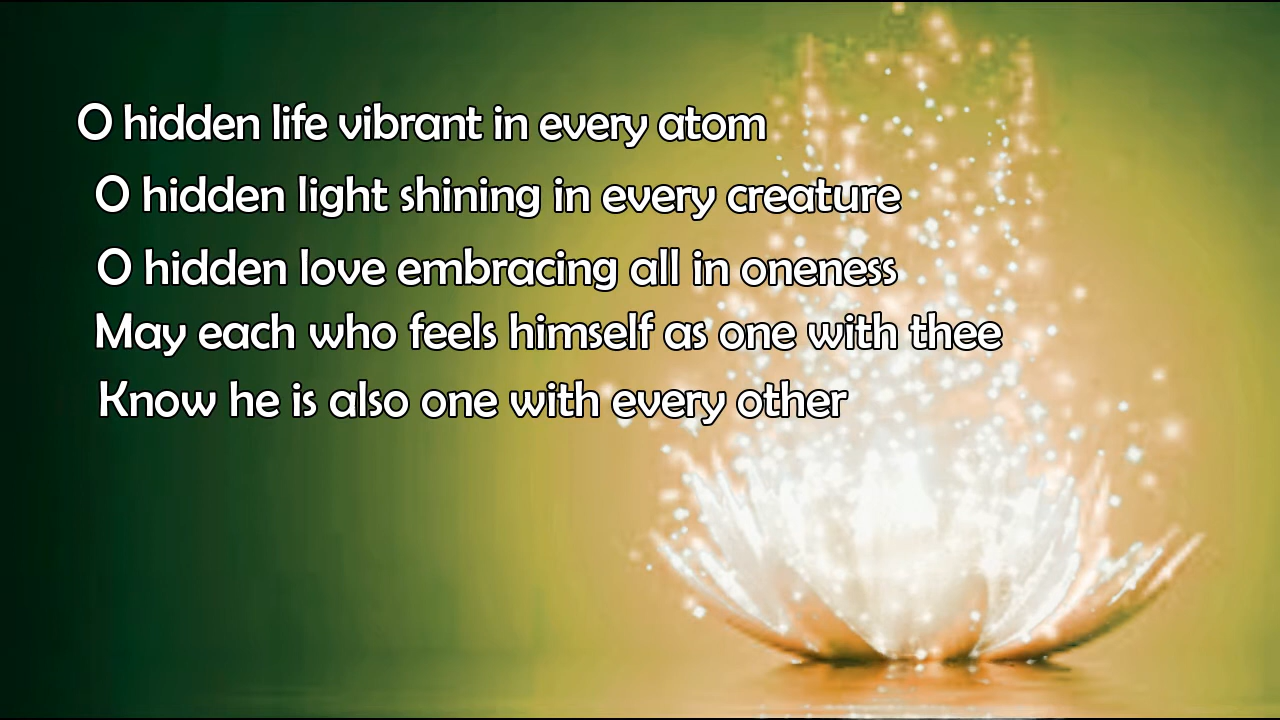 O hidden life vibrant in every atom
O hidden light shining in every creature
O hidden love embracing all in oneness
May each who feels himself as one with thee
Know he is also one with every other